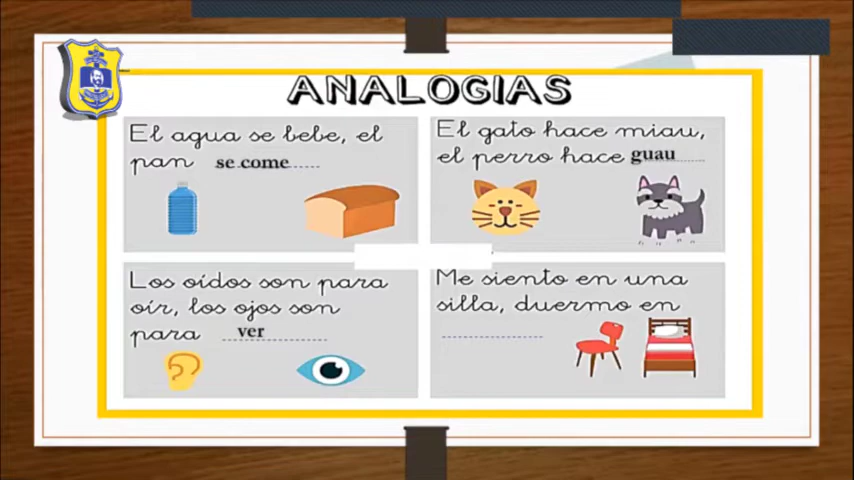 ANALOGIAS
El agua se bebe, el
pan se come
El gato hace miau,
el perro hace guau
Los oídos son para
oír, los ojos son
para ver
Me siento en una
silla, duermo en